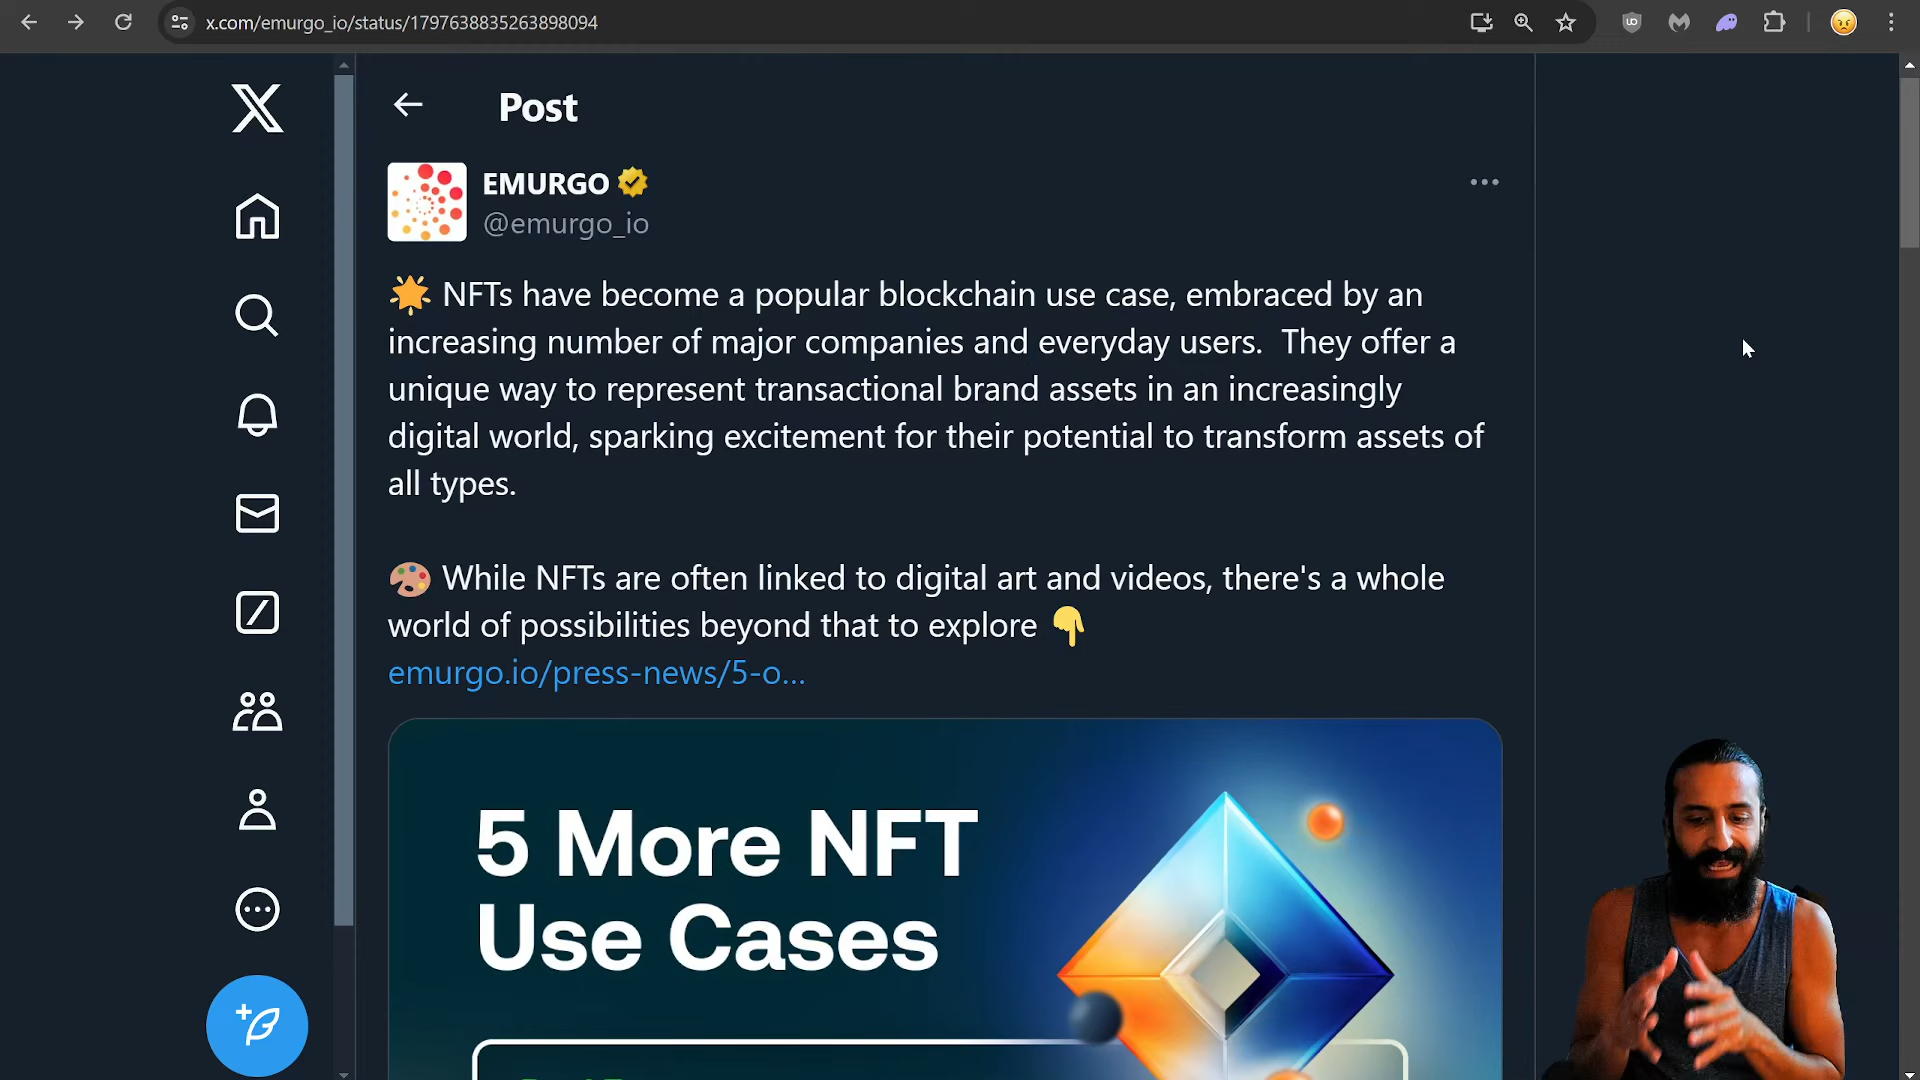 x.com/emurgo_io/status/1797638835263898094
Post
EMURGO
@emurgo_io
🌟 NFTs have become a popular blockchain use case, embraced by an
increasing number of major companies and everyday users.  They offer a
unique way to represent transactional brand assets in an increasingly
digital world, sparking excitement for their potential to transform assets of
all types.
🎨 While NFTs are often linked to digital art and videos, there's a whole
world of possibilities beyond that to explore 👇
emurgo.io/press-news/5-o...
5 More NFT
Use Cases